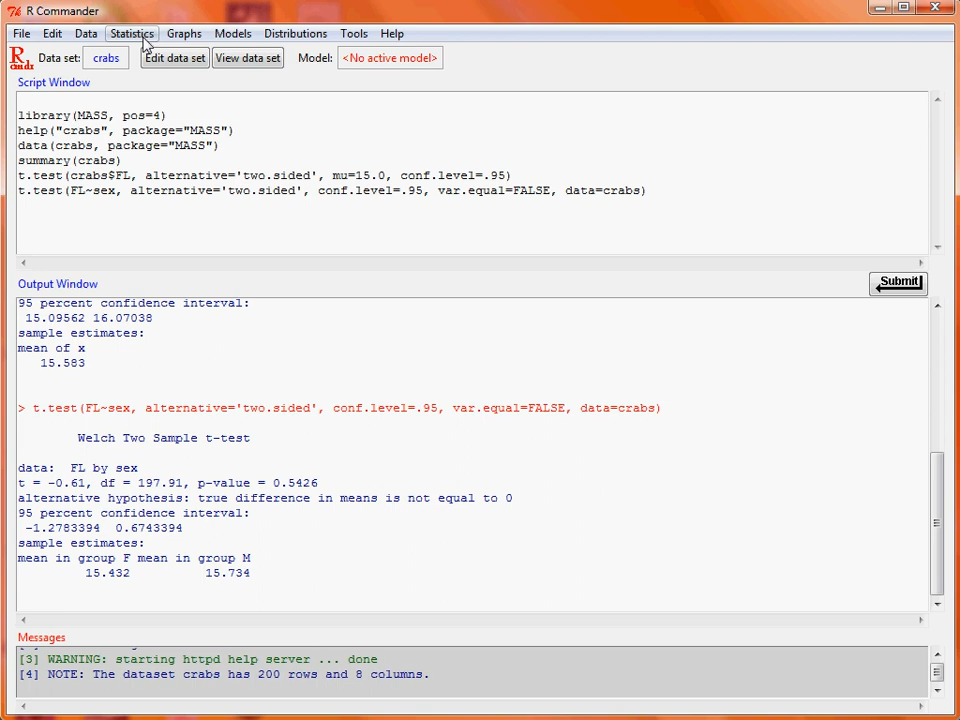 R Commander
File Edit Data Statistics Graphs Models Distributions Tools Help
R cmdr Data set: crabs Edit data set View data set Model: <No active model>
Script Window
library(MASS, pos=4)
help("crabs", package="MASS")
data(crabs, package="MASS")
summary(crabs)
t.test(crabs$FL, alternative='two.sided', mu=15.0, conf.level=.95)
t.test(FL~sex, alternative='two.sided', conf.level=.95, var.equal=FALSE, data=crabs)
Output Window
Submit
95 percent confidence interval:
15.09562 16.07038
sample estimates:
mean of x
15.583
> t.test(FL~sex, alternative='two.sided', conf.level=.95, var.equal=FALSE, data=crabs)
Welch Two Sample t-test
data: FL by sex
t = -0.61, df = 197.91, p-value = 0.5426
alternative hypothesis: true difference in means is not equal to 0
95 percent confidence interval:
-1.2783394 0.6743394
sample estimates:
mean in group F mean in group M
15.432 15.734
Messages
[3] WARNING: starting httpd help server ... done
[4] NOTE: The dataset crabs has 200 rows and 8 columns.